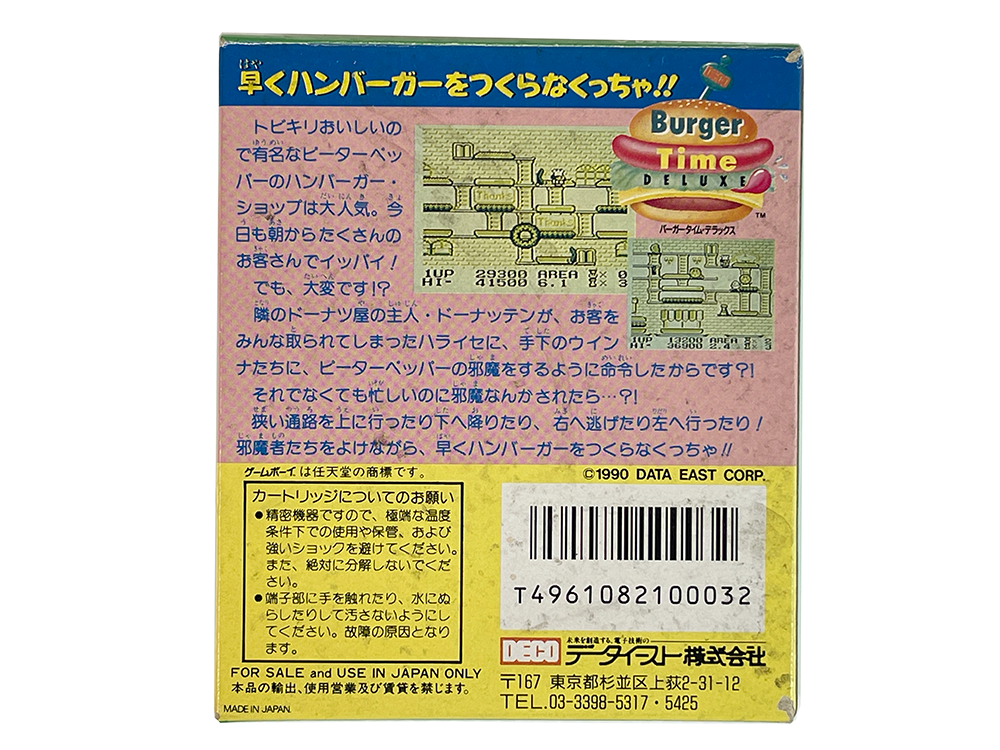 早くハンバーガーをつくらなくっちゃ!!
Burger
Time
DELUXE
TM
バーガータイム・デラックス
トビキリおいしいの
で有名なピーターペッ
パーのハンバーガー・
ショップは大人気。今
日も朝からたくさんの
お客さんでイッパイ!
でも、大変です!?
隣のドーナツ屋の主人・ドーナッテンが、お客を
みんな取られてしまったハライセに、手下のウイン
ナたちに、ピーターペッパーの邪魔をするように命令したからです?!
それでなくても忙しいのに邪魔なんかされたら…?!
狭い通路を上に行ったり下へ降りたり、右へ逃げたり左へ行ったり!
邪魔者たちをよけながら、早くハンバーガーをつくらなくっちゃ!!
Thanks
Thanks
1UP 29300 AREA
HI- 41500 6.1
1UP 13200 AREA
HI- 36900 2.4
ゲームボーイは任天堂の商標です。
©1990 DATA EAST CORP.
カートリッジについてのお願い
●精密機器ですので、極端な温度
条件下での使用や保管、および
強いショックを避けてください。
また、絶対に分解しないでくだ
さい。
●端子部に手を触れたり、水にぬ
らしたりして汚さないようにし
てください。故障の原因となり
ます。
T4961082100032
FOR SALE and USE IN JAPAN ONLY
本品の輸出、使用営業及び賃貸を禁じます。
MADE IN JAPAN.
未来を創造する、電子技術の
DECO データイースト株式会社
〒167 東京都杉並区上荻2-31-12
TEL.03-3398-5317・5425